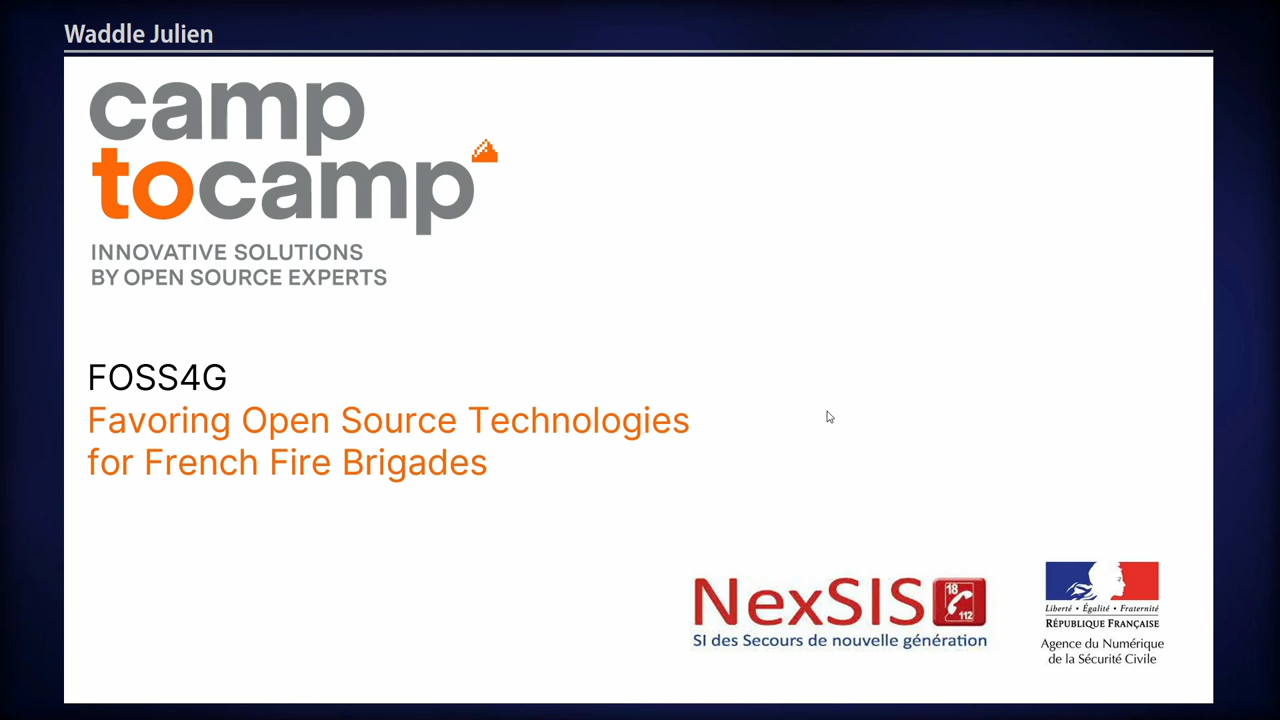 Waddle Julien
camp
tocamp
INNOVATIVE SOLUTIONS
BY OPEN SOURCE EXPERTS
FOSS4G
Favoring Open Source Technologies
for French Fire Brigades
NexSIS
18
112
SI des Secours de nouvelle génération
Liberté • Égalité • Fraternité
RÉPUBLIQUE FRANÇAISE
Agence du Numérique
de la Sécurité Civile